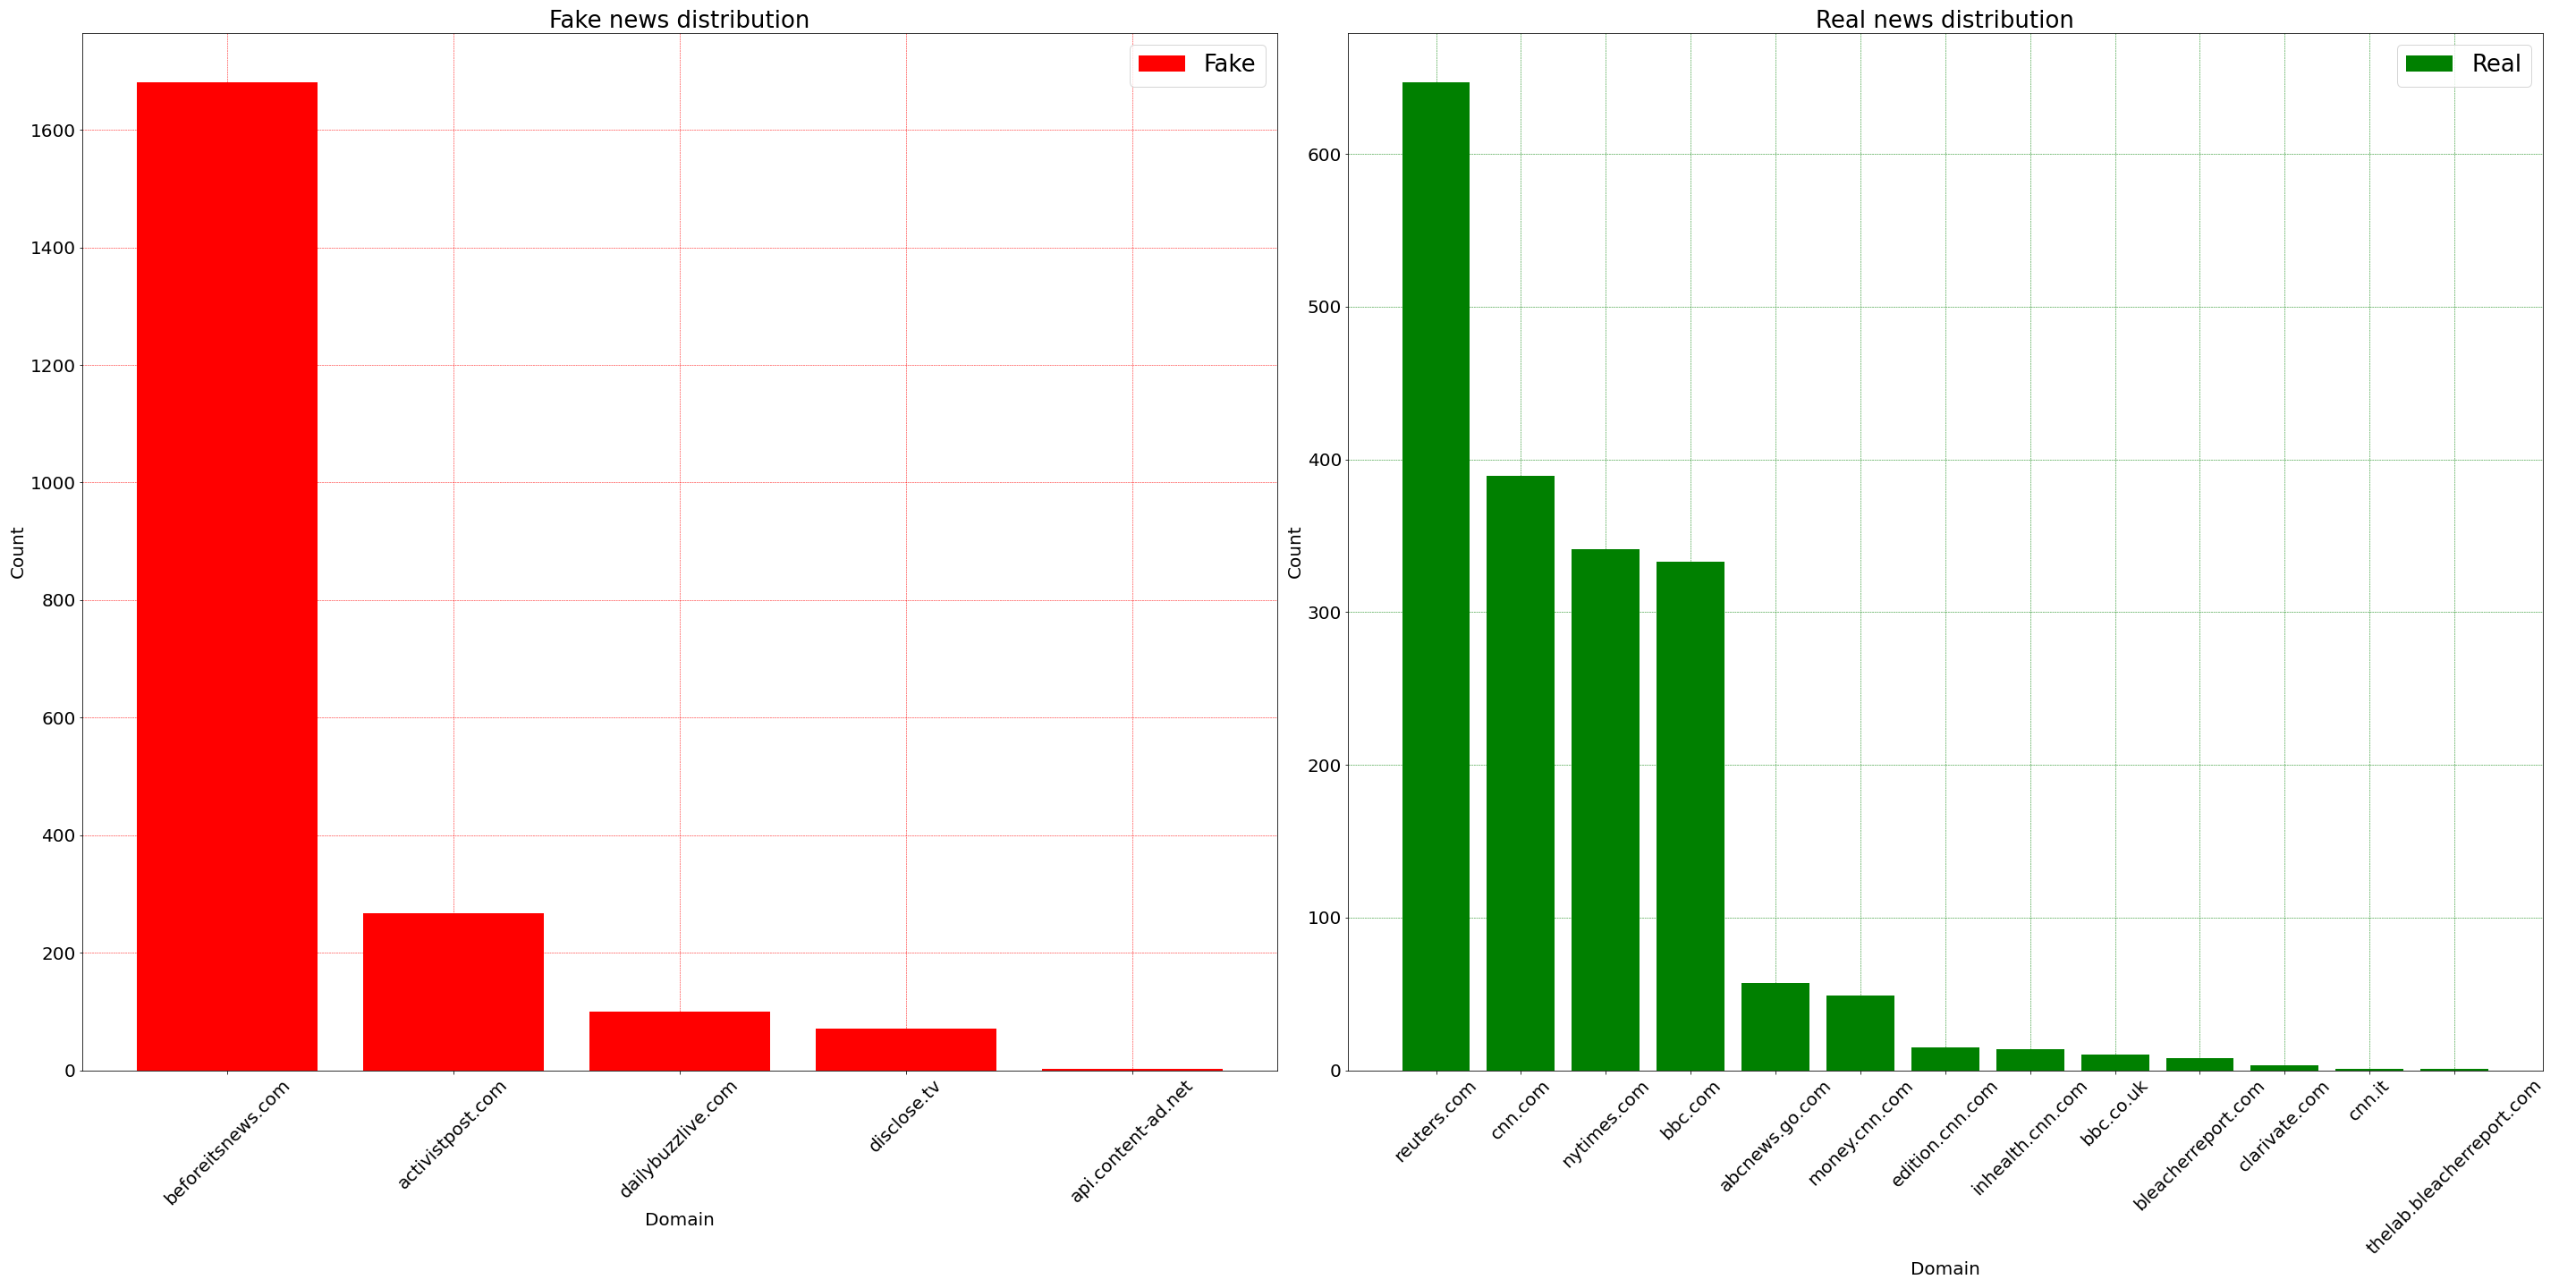 Fake news distribution
Fake
1600
1400
1200
1000
800
600
400
200
0
Count
beforeitsnews.com
activistpost.com
dailybuzzlive.com
disclose.tv
api.content-ad.net
Domain
Real news distribution
Real
600
500
400
300
200
100
0
Count
reuters.com
cnn.com
nytimes.com
bbc.com
abcnews.go.com
money.cnn.com
edition.cnn.com
inhealth.cnn.com
bbc.co.uk
bleacherreport.com
clarivate.com
cnn.it
thelab.bleacherreport.com
Domain